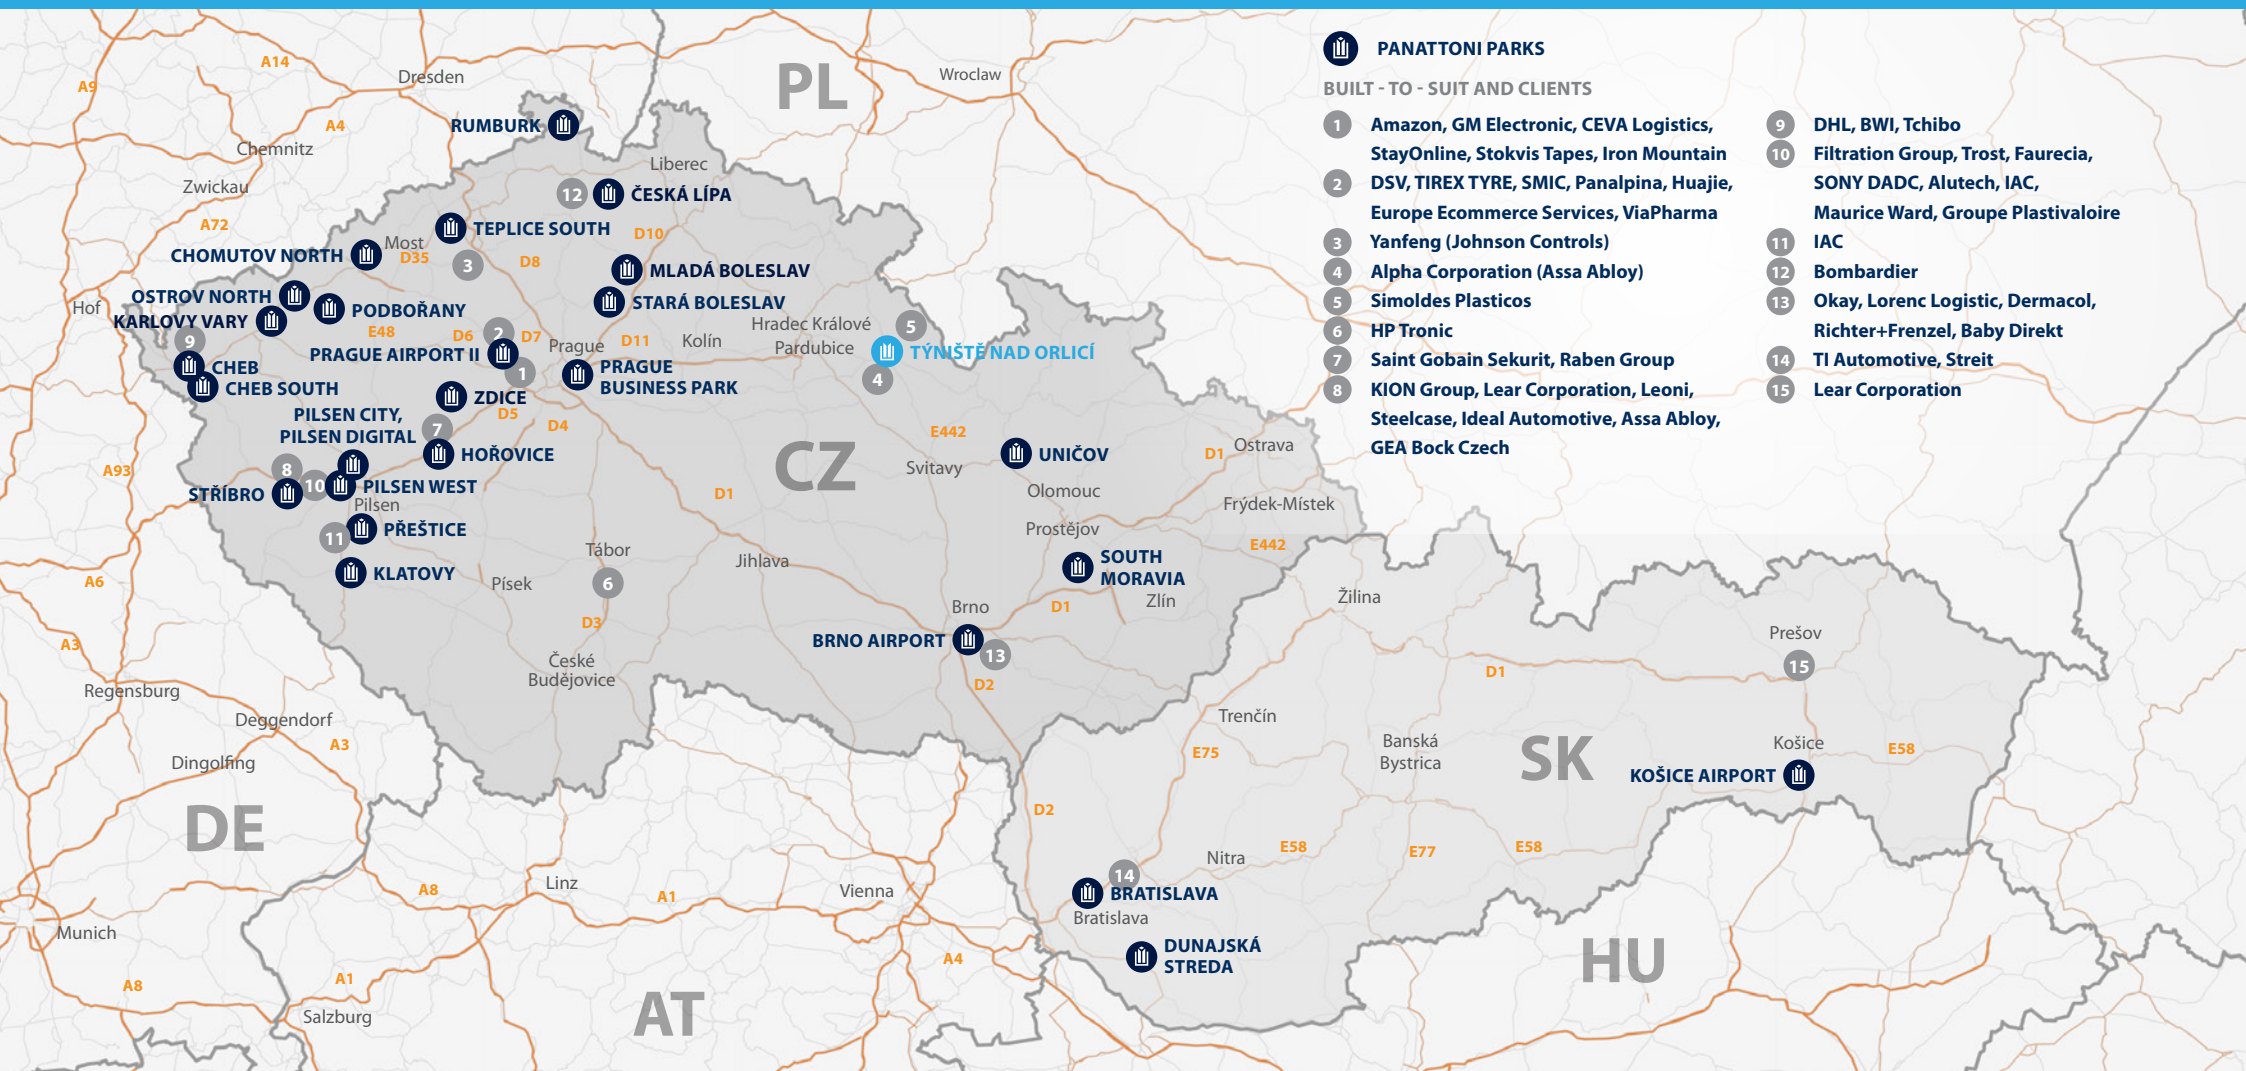 PANATTONI PARKS
BUILT - TO - SUIT AND CLIENTS
1 Amazon, GM Electronic, CEVA Logistics,
StayOnline, Stokvis Tapes, Iron Mountain
2 DSV, TIREX TYRE, SMIC, Panalpina, Huajie,
Europe Ecommerce Services, ViaPharma
3 Yanfeng (Johnson Controls)
4 Alpha Corporation (Assa Abloy)
5 Simoldes Plasticos
6 HP Tronic
7 Saint Gobain Sekurit, Raben Group
8 KION Group, Lear Corporation, Leoni,
Steelcase, Ideal Automotive, Assa Abloy,
GEA Bock Czech
9 DHL, BWI, Tchibo
10 Filtration Group, Trost, Faurecia,
SONY DADC, Alutech, IAC,
Maurice Ward, Groupe Plastivaloire
11 IAC
12 Bombardier
13 Okay, Lorenc Logistic, Dermacol,
Richter+Frenzel, Baby Direkt
14 TI Automotive, Streit
15 Lear Corporation
A14
Dresden
PL
Wroclaw
A9
A4
RUMBURK
Chemnitz
Liberec
Zwickau
12
ČESKÁ LÍPA
A72
TEPLICE SOUTH
D10
Most
CHOMUTOV NORTH
D35
3
D8
MLADÁ BOLESLAV
OSTROV NORTH
STARÁ BOLESLAV
Hof
PODBOŘANY
KARLOVY VARY
E48
D6
2
D7
Prague
D11
Kolín
Hradec Králové
5
9
Pardubice
PRAGUE AIRPORT II
TÝNIŠTĚ NAD ORLICÍ
CHEB
1
PRAGUE
BUSINESS PARK
4
CHEB SOUTH
ZDICE
D5
PILSEN CITY,
PILSEN DIGITAL
7
D4
E442
Ostrava
D1
HOŘOVICE
CZ
UNIČOV
A93
8
10
Svitavy
STŘÍBRO
PILSEN WEST
D1
Olomouc
Pilsen
Frýdek-Místek
PŘEŠTICE
Prostějov
11
E442
Tábor
SOUTH
MORAVIA
Jihlava
KLATOVY
A6
Písek
6
Zlín
Žilina
Brno
D1
D3
Prešov
A3
BRNO AIRPORT
13
České
Budějovice
15
D1
D2
Regensburg
Deggendorf
Trenčín
A3
Banská
Bystrica
Košice
E58
E75
SK
Dingolfing
KOŠICE AIRPORT
D2
DE
E58
E77
E58
Nitra
14
Linz
A8
A1
Vienna
BRATISLAVA
Bratislava
Munich
DUNAJSKÁ
STREDA
A4
HU
A8
A1
Salzburg
AT